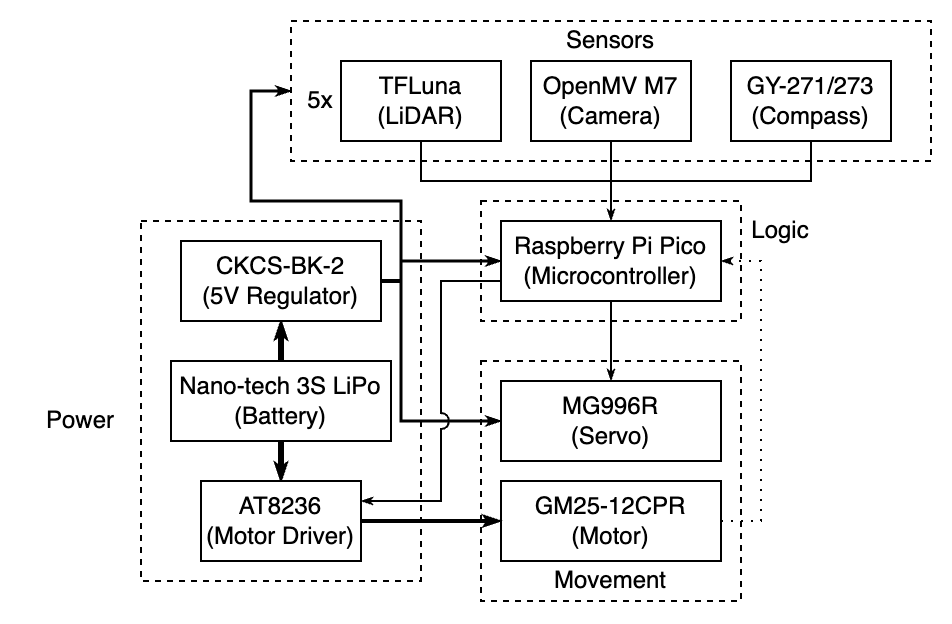 Sensors
5x
TFLuna
(LiDAR)
OpenMV M7
(Camera)
GY-271/273
(Compass)
Logic
Raspberry Pi Pico
(Microcontroller)
CKCS-BK-2
(5V Regulator)
Nano-tech 3S LiPo
(Battery)
Power
AT8236
(Motor Driver)
MG996R
(Servo)
GM25-12CPR
(Motor)
Movement